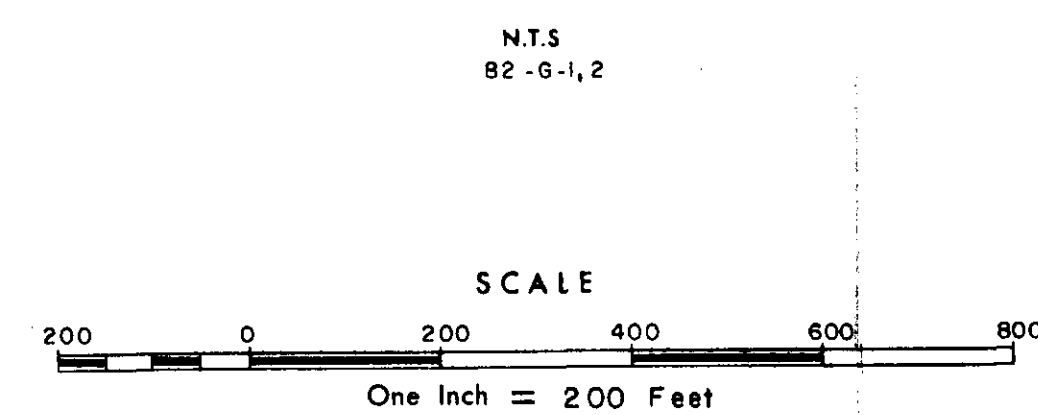 N.T.S
82-G-1,2
SCALE
200 0 200 400 600 800
One Inch = 200 Feet